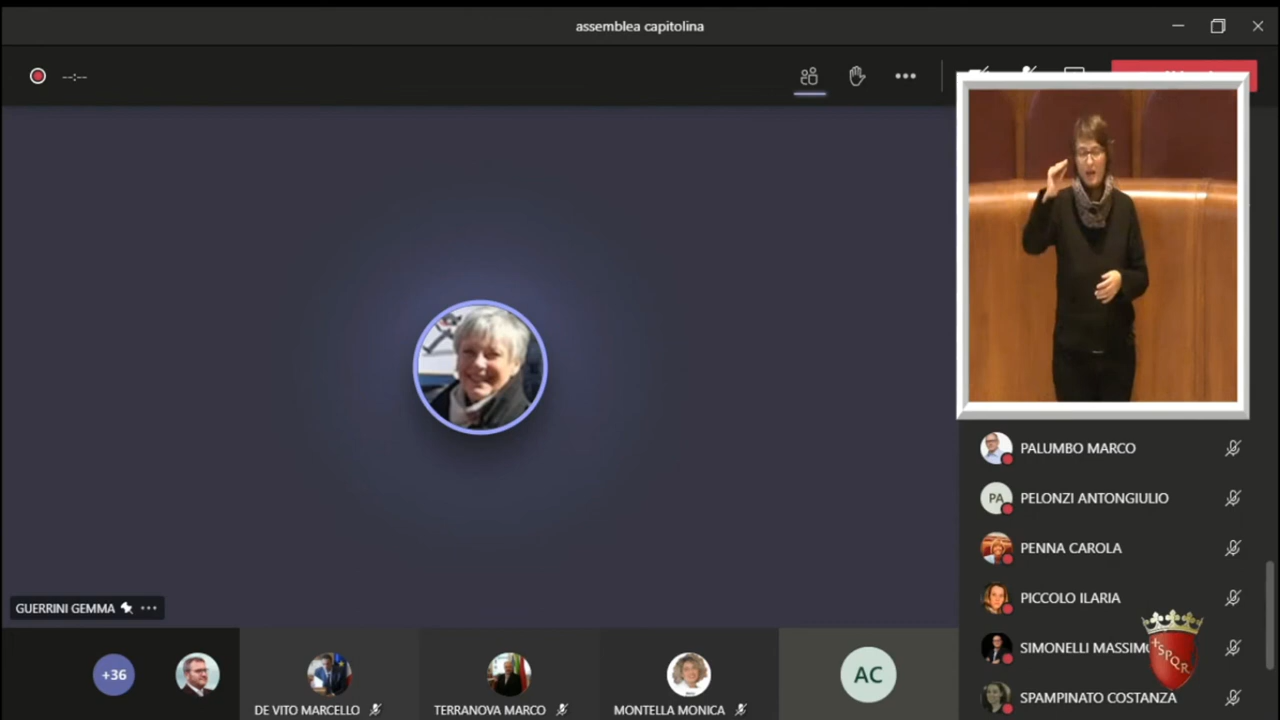 assemblea capitolina
--:--
PALUMBO MARCO
PA
PELONZI ANTONGIULIO
PENNA CAROLA
PICCOLO ILARIA
GUERRINI GEMMA
SIMONELLI MASSIMO
SPQR
+36
AC
SPAMPINATO COSTANZA
DE VITO MARCELLO
TERRANOVA MARCO
MONTELLA MONICA